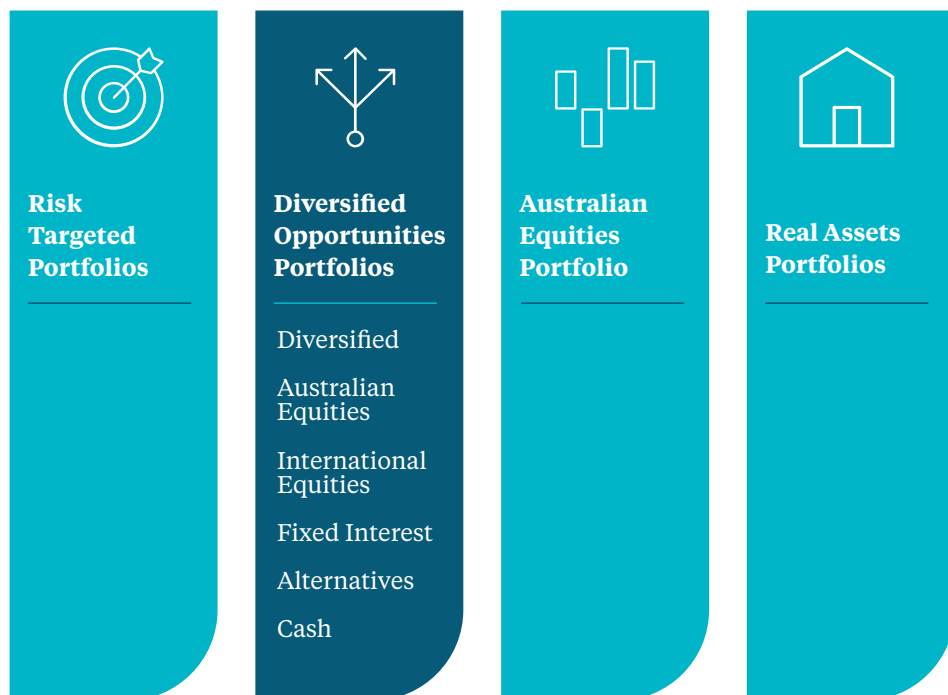 Risk
Targeted
Portfolios
Diversified
Opportunities
Portfolios
Diversified
Australian
Equities
International
Equities
Fixed Interest
Alternatives
Cash
Australian
Equities
Portfolio
Real Assets
Portfolios